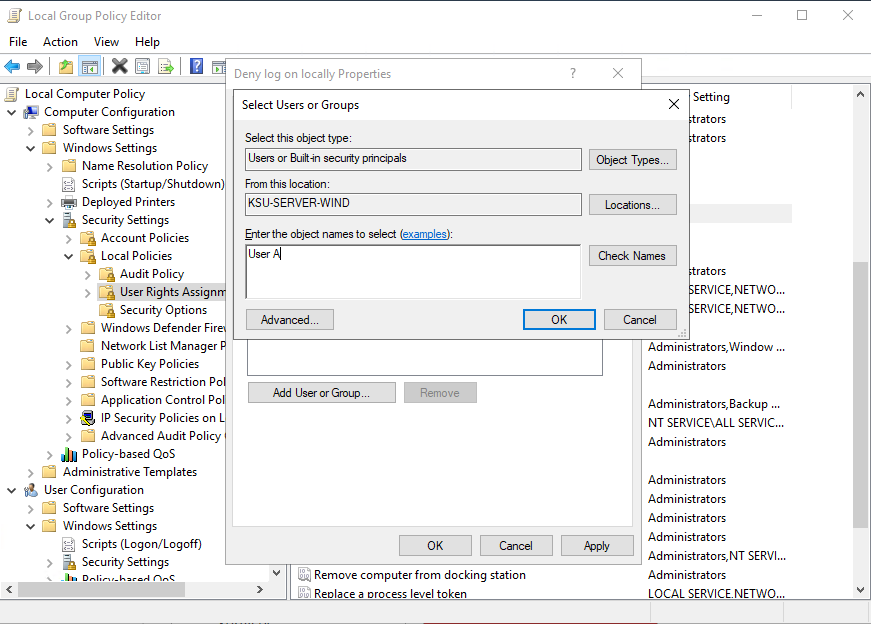 Local Group Policy Editor
File Action View Help
Deny log on locally Properties
Select Users or Groups
Select this object type:
Users or Built-in security principals
Object Types...
From this location:
KSU-SERVER-WIND
Locations...
Enter the object names to select (examples):
User A
Check Names
Advanced...
OK
Cancel
Add User or Group...
Remove
OK
Cancel
Apply
Local Computer Policy
Computer Configuration
Software Settings
Windows Settings
Name Resolution Policy
Scripts (Startup/Shutdown)
Deployed Printers
Security Settings
Account Policies
Local Policies
Audit Policy
User Rights Assignm
Security Options
Windows Defender Fire
Network List Manager P
Public Key Policies
Software Restriction Pol
Application Control Pol
IP Security Policies on L
Advanced Audit Policy
Policy-based QoS
Administrative Templates
User Configuration
Software Settings
Windows Settings
Scripts (Logon/Logoff)
Security Settings
Policy-based QoS
Setting
strators
strators
strators
SERVICE,NETWO...
SERVICE,NETWO...
Administrators,Window ...
Administrators
Administrators,Backup ...
NT SERVICE\ALL SERVIC...
Administrators
Administrators
Administrators
Administrators
Administrators
Administrators,NT SERVI...
Remove computer from docking station
Administrators
Replace a process level token
LOCAL SERVICE,NETWO...